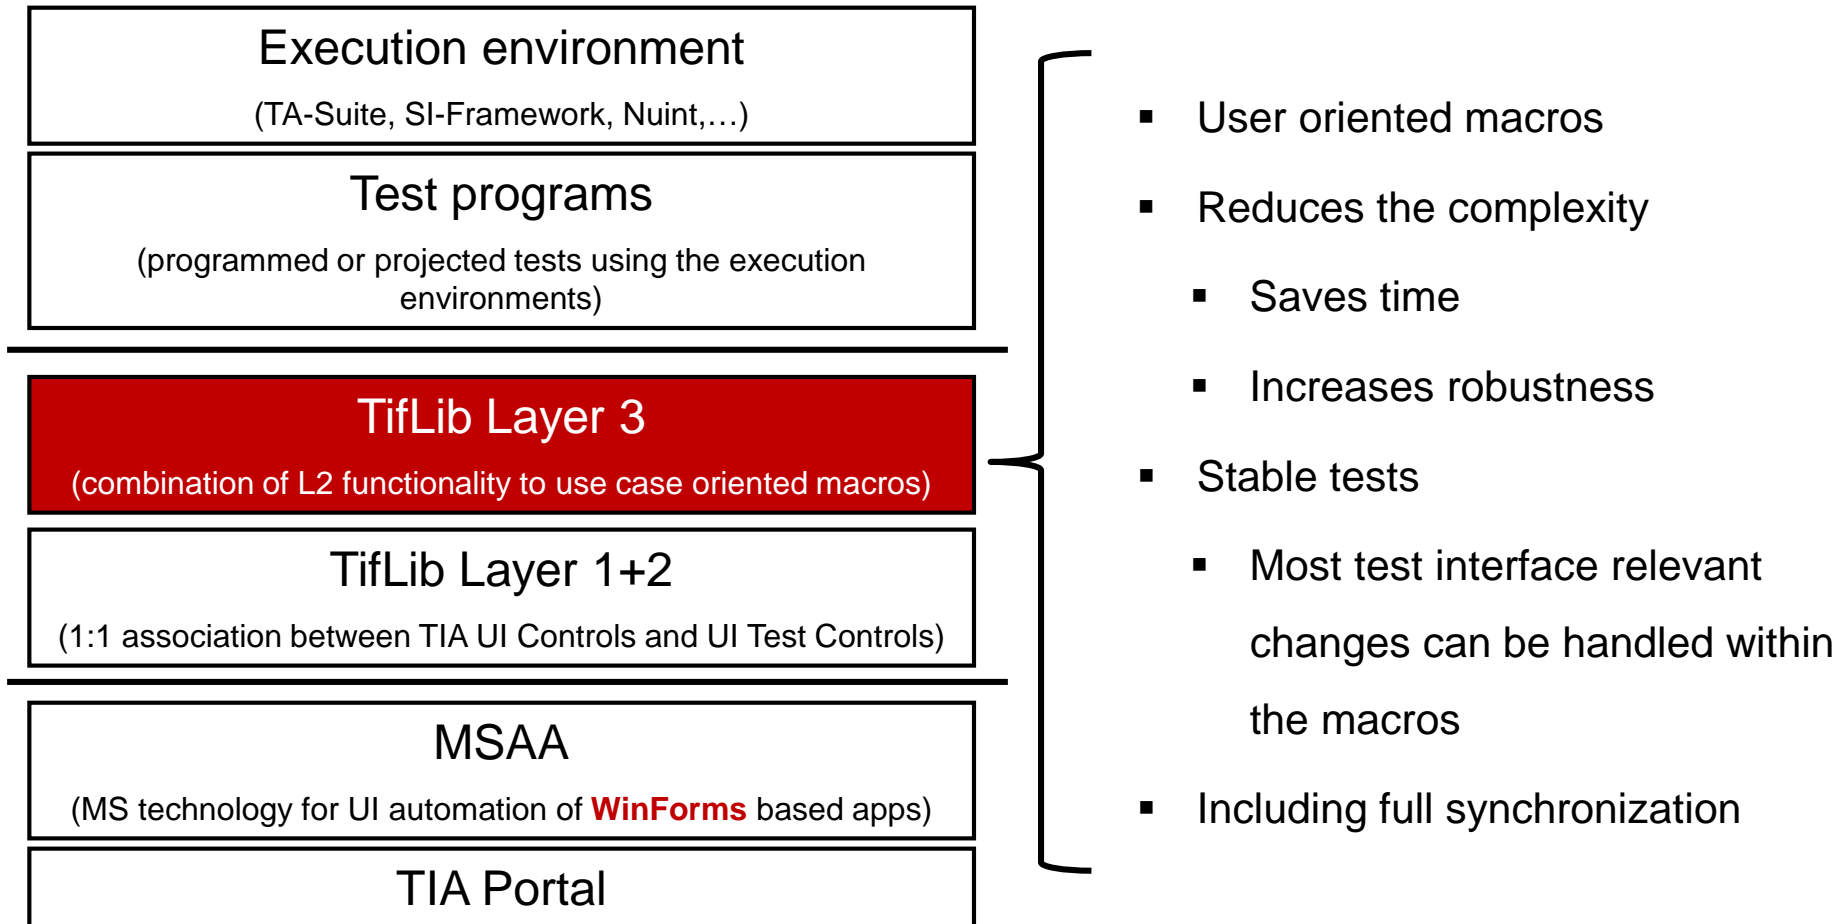 Execution environment
(TA-Suite, SI-Framework, Nuint,…)
Test programs
(programmed or projected tests using the execution
environments)
TifLib Layer 3
(combination of L2 functionality to use case oriented macros)
TifLib Layer 1+2
(1:1 association between TIA UI Controls and UI Test Controls)
MSAA
(MS technology for UI automation of WinForms based apps)
TIA Portal
▪ User oriented macros
▪ Reduces the complexity
▪ Saves time
▪ Increases robustness
▪ Stable tests
▪ Most test interface relevant
changes can be handled within
the macros
▪ Including full synchronization